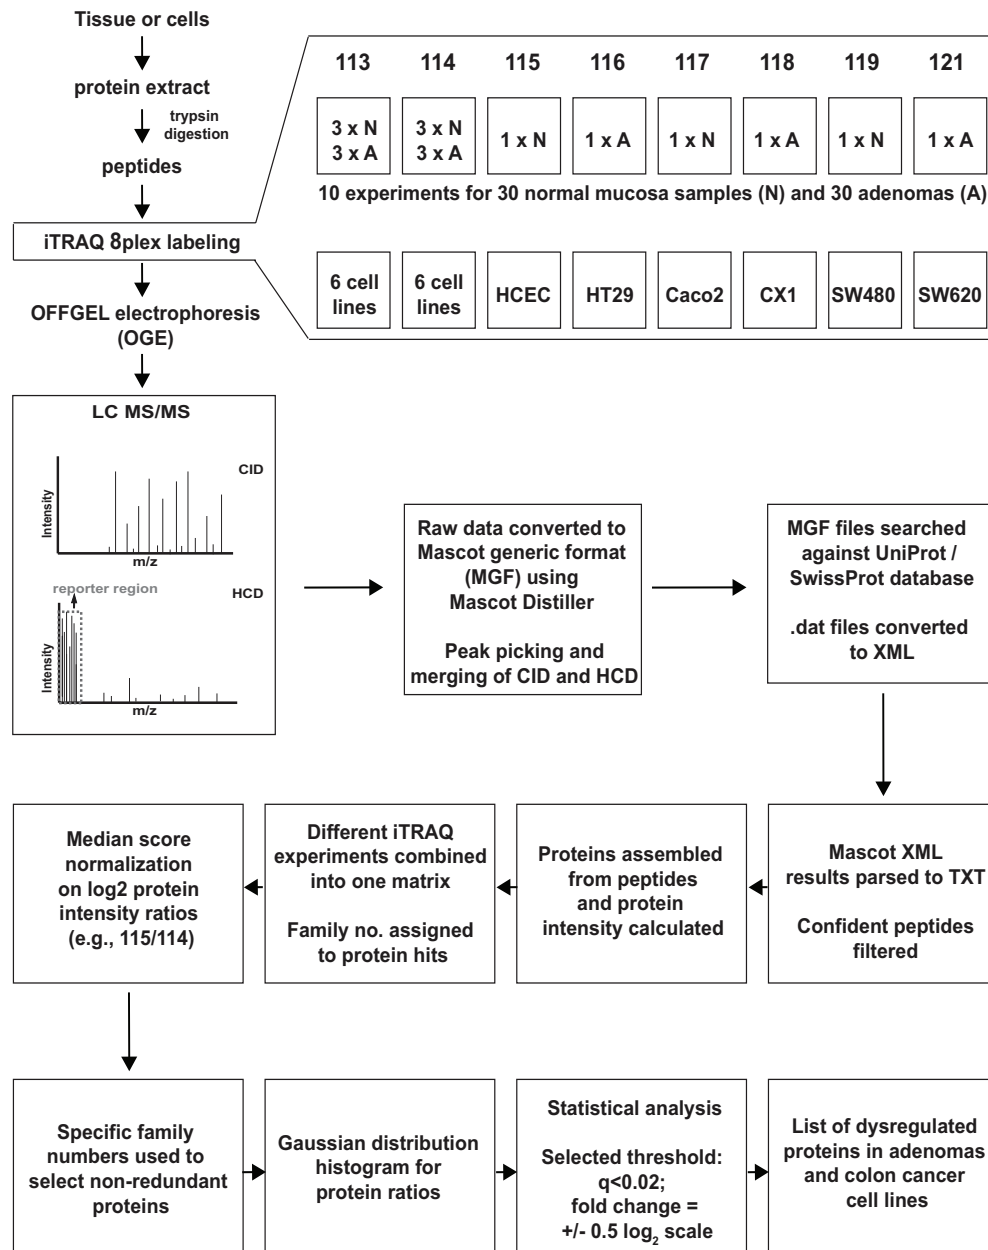 Tissue or cells
protein extract
trypsin
digestion
peptides
iTRAQ 8plex labeling
OFFGEL electrophoresis
(OGE)
113 114 115 116 117 118 119 121
3 x N 3 x N 1 x N 1 x A 1 x N 1 x A 1 x N 1 x A
3 x A 3 x A
10 experiments for 30 normal mucosa samples (N) and 30 adenomas (A)
6 cell 6 cell HCEC HT29 Caco2 CX1 SW480 SW620
lines lines
LC MS/MS
CID
Intensity
m/z
reporter region
HCD
Intensity
m/z
Raw data converted to
Mascot generic format
(MGF) using
Mascot Distiller
Peak picking and
merging of CID and HCD
MGF files searched
against UniProt /
SwissProt database
.dat files converted
to XML
Mascot XML
results parsed to TXT
Confident peptides
filtered
Proteins assembled
from peptides
and protein
intensity calculated
Different iTRAQ
experiments combined
into one matrix
Family no. assigned
to protein hits
Median score
normalization
on log2 protein
intensity ratios
(e.g., 115/114)
Specific family
numbers used to
select non-redundant
proteins
Gaussian distribution
histogram for
protein ratios
Statistical analysis
Selected threshold:
q<0.02;
fold change =
+/- 0.5 log2 scale
List of dysregulated
proteins in adenomas
and colon cancer
cell lines